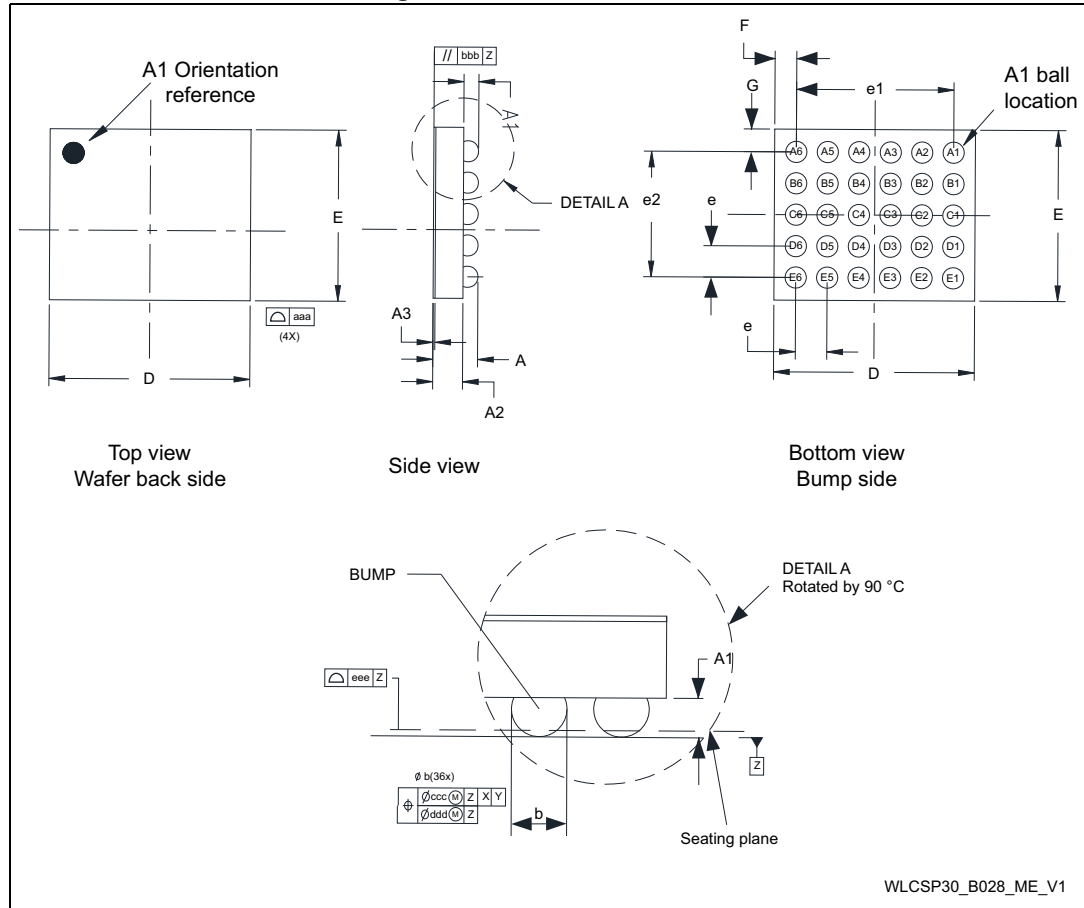 // bbb Z
F
A1 Orientation
reference
A1
G
e1
A1 ball
location
A6 A5 A4 A3 A2 A1
B6 B5 B4 B3 B2 B1
C6 C5 C4 C3 C2 C1
D6 D5 D4 D3 D2 D1
E6 E5 E4 E3 E2 E1
E
DETAIL A
e2
e
E
aaa
(4X)
A3
A
A2
D
e
D
Top view
Wafer back side
Side view
Bottom view
Bump side
BUMP
DETAIL A
Rotated by 90 °C
A1
eee Z
Z
Ø b(36x)
Øccc Ⓜ Z X Y
Øddd Ⓜ Z
b
Seating plane
WLCSP30_B028_ME_V1